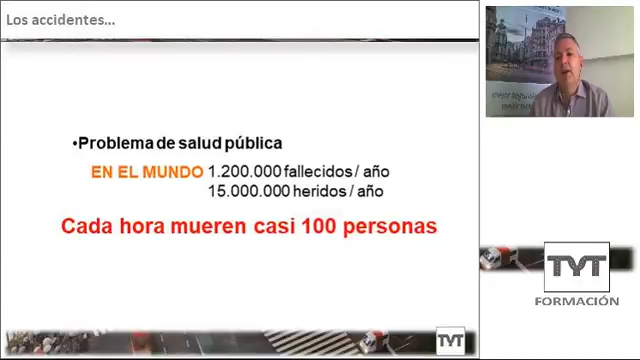 Los accidentes...
•Problema de salud pública
EN EL MUNDO 1.200.000 fallecidos / año
15.000.000 heridos / año
Cada hora mueren casi 100 personas
TYT
mejor
TYT
FORMACIÓN